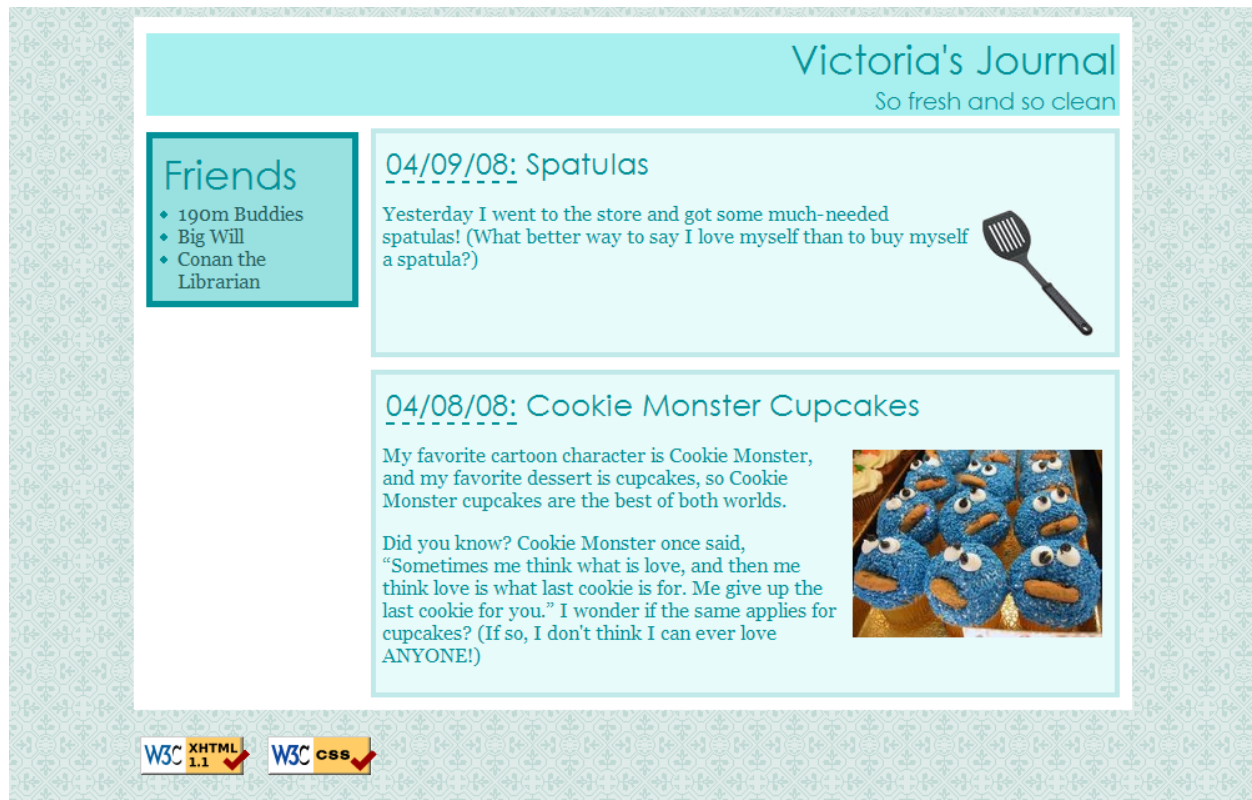 Victoria's Journal
So fresh and so clean
Friends
190m Buddies
Big Will
Conan the
Librarian
04/09/08: Spatulas
Yesterday I went to the store and got some much-needed
spatulas! (What better way to say I love myself than to buy myself
a spatula?)
04/08/08: Cookie Monster Cupcakes
My favorite cartoon character is Cookie Monster,
and my favorite dessert is cupcakes, so Cookie
Monster cupcakes are the best of both worlds.
Did you know? Cookie Monster once said,
“Sometimes me think what is love, and then me
think love is what last cookie is for. Me give up the
last cookie for you.” I wonder if the same applies for
cupcakes? (If so, I don't think I can ever love
ANYONE!)
W3C XHTML 1.1
W3C css